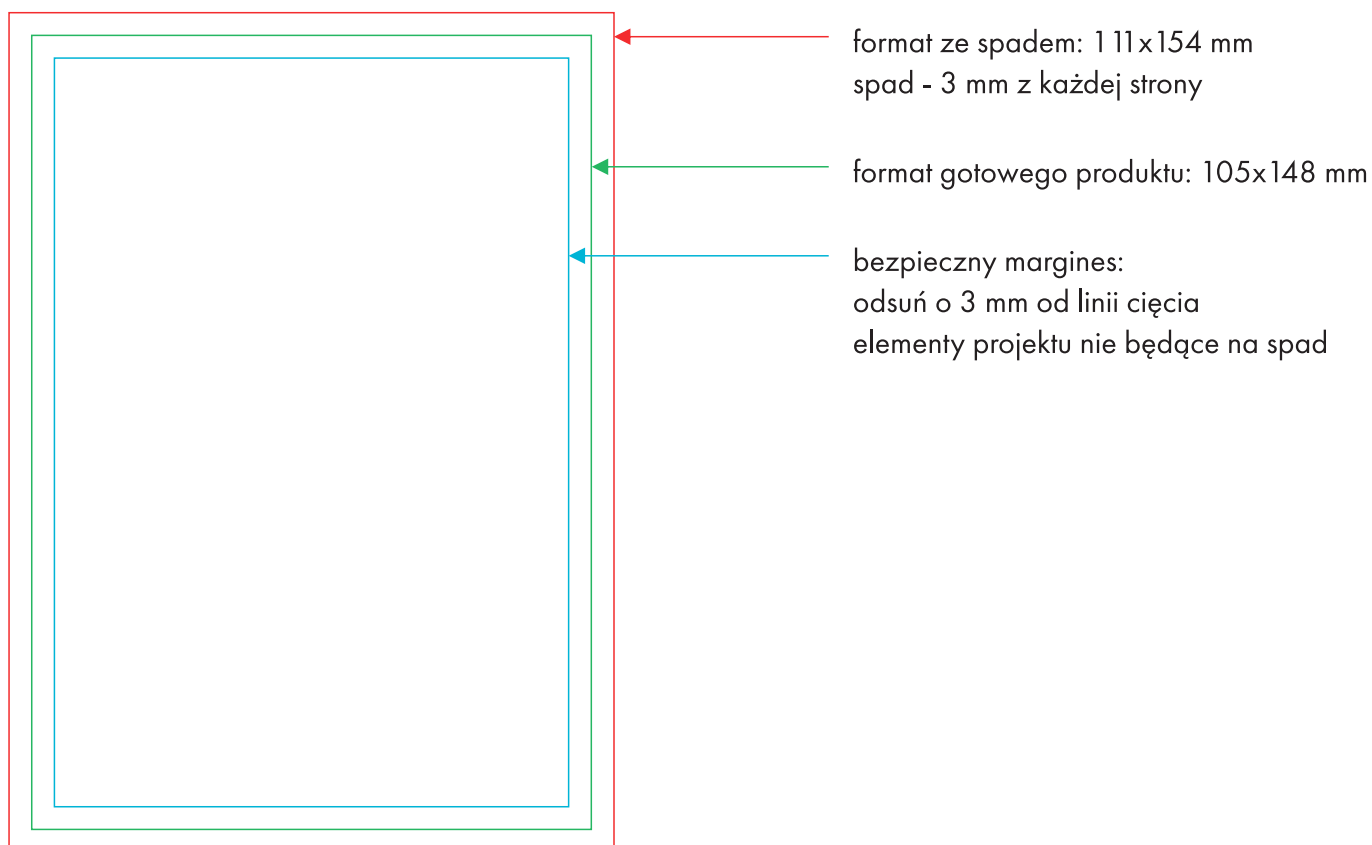 format ze spadem: 111x154 mm
spad - 3 mm z każdej strony
format gotowego produktu: 105x148 mm
bezpieczny margines:
odsuń o 3 mm od linii cięcia
elementy projektu nie będące na spad